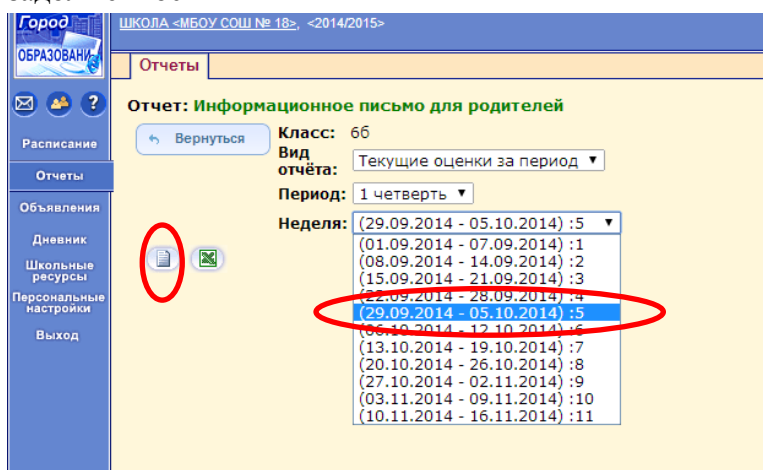 Город
ОБРАЗОВАНИ
ШКОЛА <МБОУ СОШ № 18>, <2014/2015>
Отчеты
Отчет: Информационное письмо для родителей
Вернуться
Класс: 6б
Вид отчёта: Текущие оценки за период
Период: 1 четверть
Неделя: (29.09.2014 - 05.10.2014) :5
(01.09.2014 - 07.09.2014) :1
(08.09.2014 - 14.09.2014) :2
(15.09.2014 - 21.09.2014) :3
(22.09.2014 - 28.09.2014) :4
(29.09.2014 - 05.10.2014) :5
(06.10.2014 - 12.10.2014) :6
(13.10.2014 - 19.10.2014) :7
(20.10.2014 - 26.10.2014) :8
(27.10.2014 - 02.11.2014) :9
(03.11.2014 - 09.11.2014) :10
(10.11.2014 - 16.11.2014) :11
Расписание
Отчеты
Объявления
Дневник
Школьные
ресурсы
Персональные
настройки
Выход